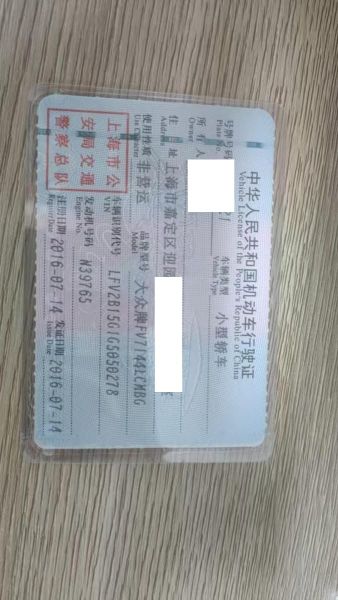 中华人民共和国机动车行驶证
Vehicle License of the People's Republic of China
号牌号码
Plate No.
车辆类型 小型轿车
Vehicle Type
所有人
Owner
住址 上海市嘉定区迎园
Address
使用性质 非营运
Use Character
品牌型号 大众牌FV7144LCMBG
Model
上海市公
安局交通
警察总队
车辆识别代号 LFV2B15G1G5050278
VIN
发动机号码 N39765
Engine No.
注册日期 2016-07-14
Register Date
发证日期 2016-07-14
Issue Date